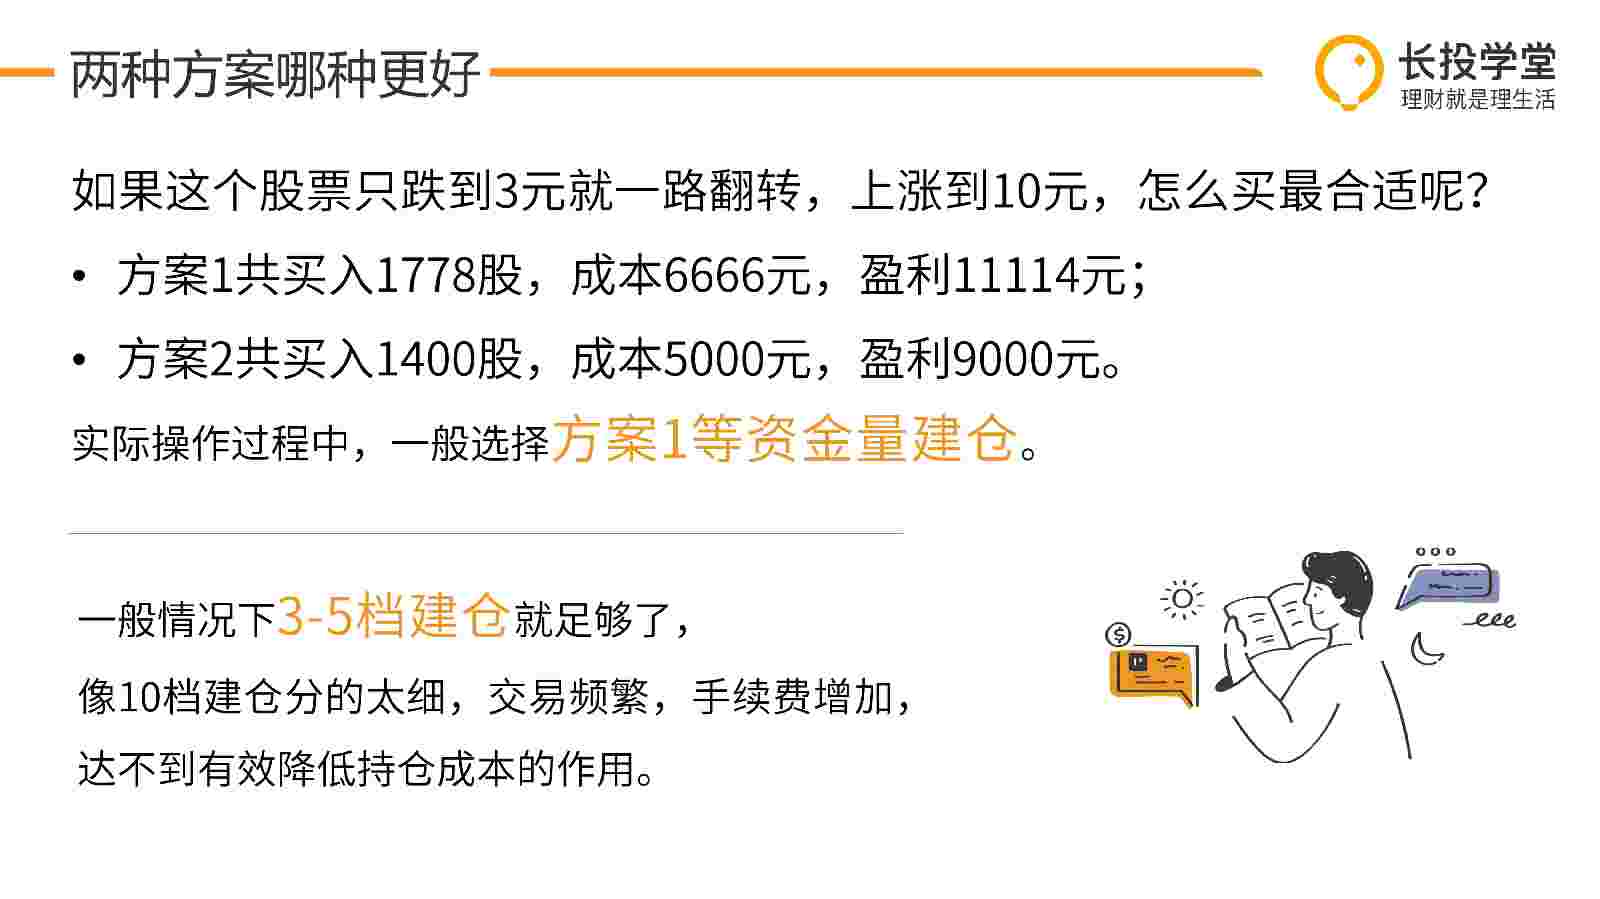 两种方案哪种更好
长投学堂
理财就是理生活
如果这个股票只跌到3元就一路翻转，上涨到10元，怎么买最合适呢？
• 方案1共买入1778股，成本6666元，盈利11114元；
• 方案2共买入1400股，成本5000元，盈利9000元。
实际操作过程中，一般选择方案1等资金量建仓。
一般情况下3-5档建仓就足够了，
像10档建仓分的太细，交易频繁，手续费增加，
达不到有效降低持仓成本的作用。
$